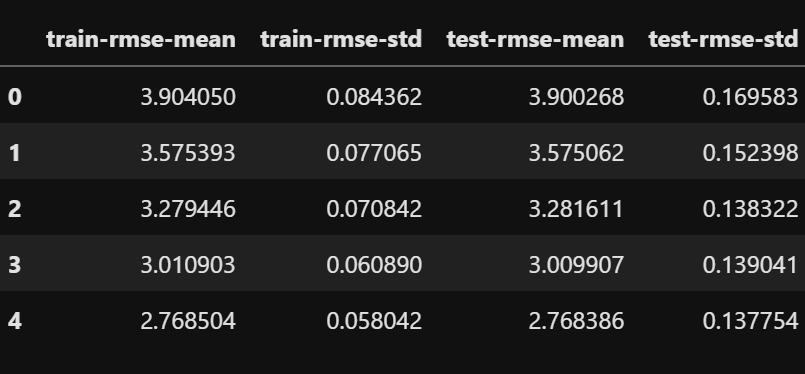 train-rmse-mean train-rmse-std test-rmse-mean test-rmse-std
0 3.904050 0.084362 3.900268 0.169583
1 3.575393 0.077065 3.575062 0.152398
2 3.279446 0.070842 3.281611 0.138322
3 3.010903 0.060890 3.009907 0.139041
4 2.768504 0.058042 2.768386 0.137754